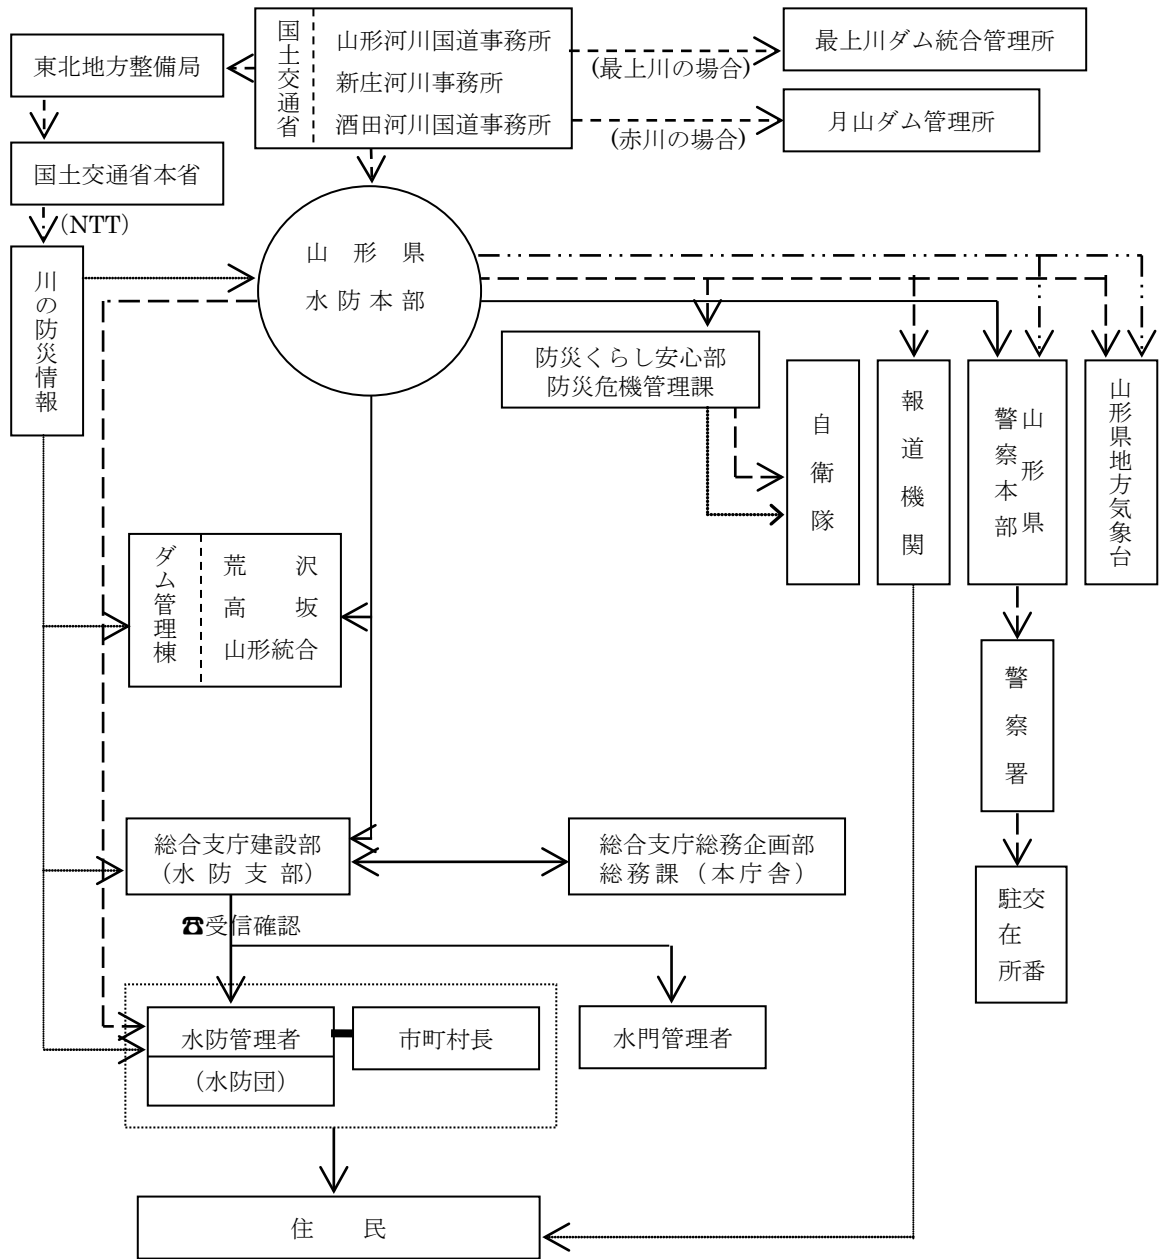 国土交通省
山形河川国道事務所
新庄河川事務所
酒田河川国道事務所
東北地方整備局
国土交通省本省
(最上川の場合)
最上川ダム統合管理所
(赤川の場合)
月山ダム管理所
(NTT)
川の防災情報
山形県
水防本部
防災くらし安心部
防災危機管理課
自衛隊
報道機関
山形県
警察本部
山形県地方気象台
ダム管理棟
荒沢
高坂
山形統合
警察署
総合支庁建設部
(水防支部)
総合支庁総務企画部
総務課(本庁舎)
☎受信確認
交番
駐在所
水防管理者
(水防団)
市町村長
水門管理者
住民